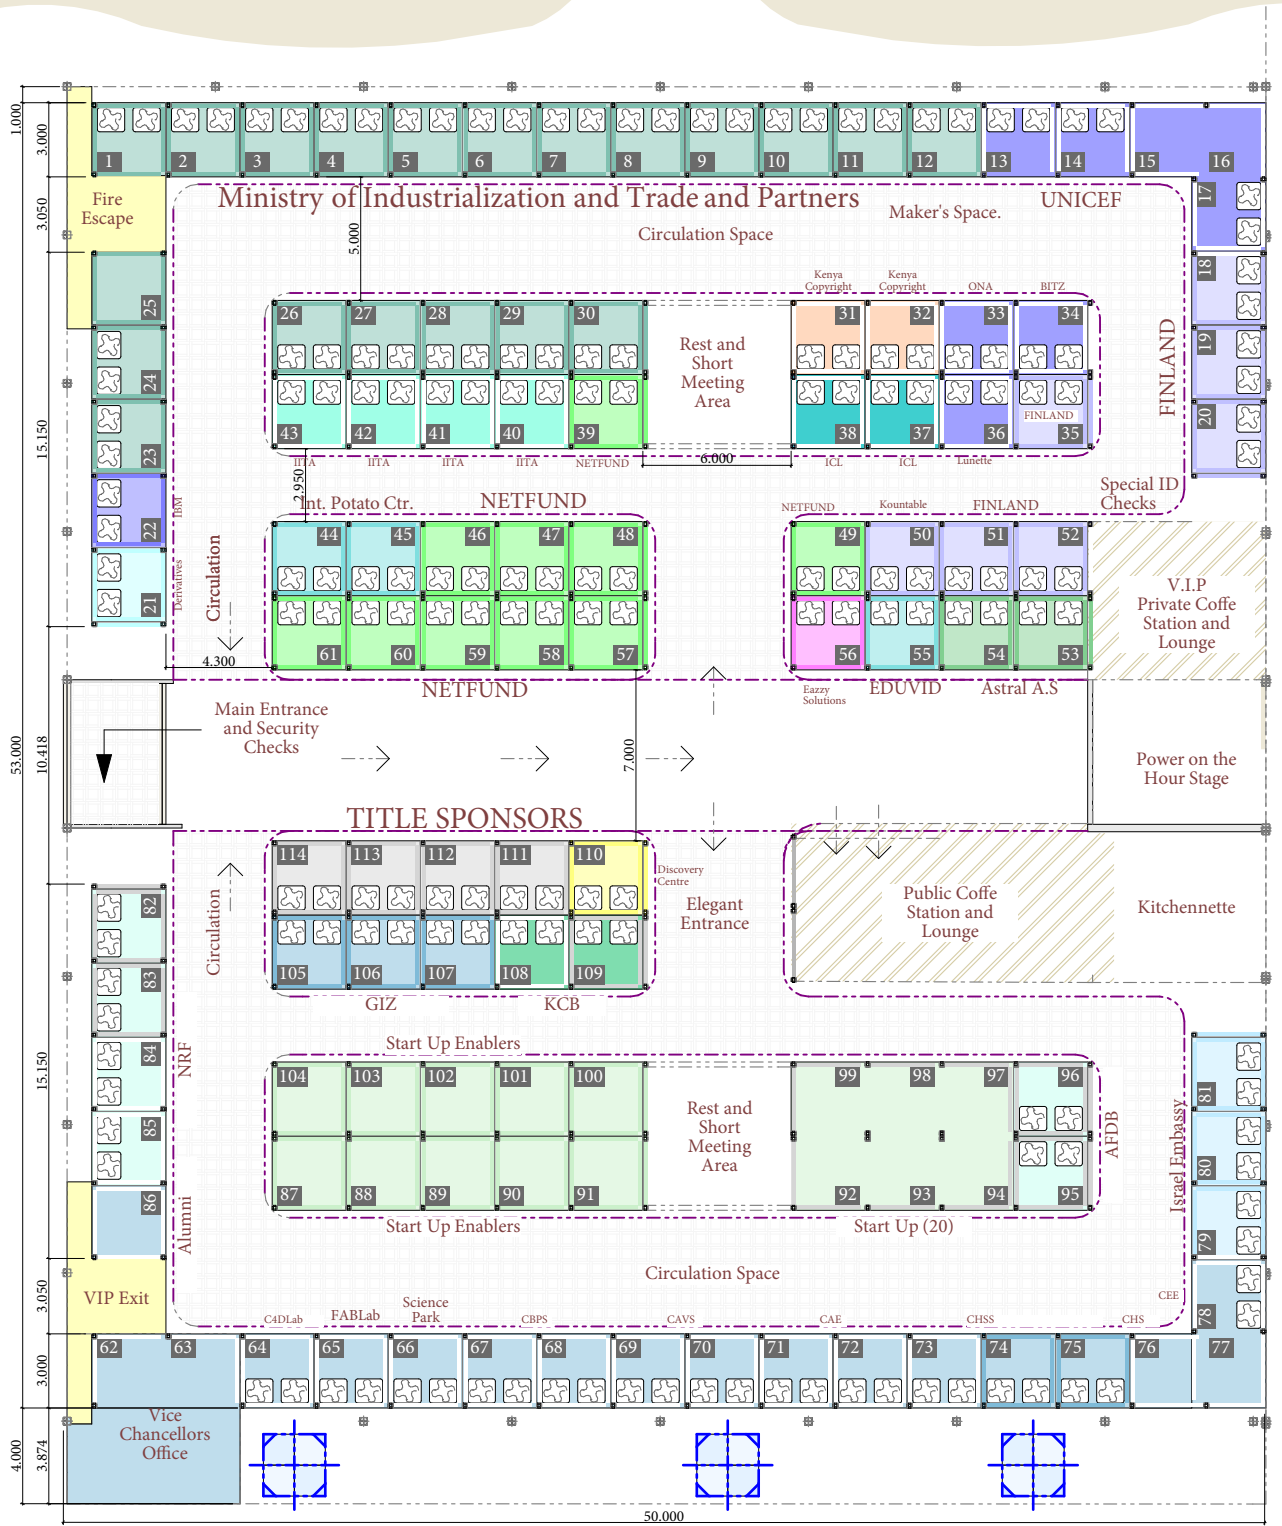 1.000
3.000
3.050
15.150
53.000
10.418
15.150
3.050
3.000
4.000
3.874
50.000
1
2
3
4
5
6
7
8
9
10
11
12
13
14
15
16
17
18
19
20
Fire
Escape
Ministry of Industrialization and Trade and Partners
Maker's Space.
UNICEF
Circulation Space
5.000
25
24
23
22
21
IBM
Derivatives
Kenya
Copyright
Kenya
Copyright
ONA
BITZ
26
27
28
29
30
31
32
33
34
Rest and
Short
Meeting
Area
FINLAND
43
42
41
40
39
38
37
36
FINLAND
35
IITA
IITA
IITA
IITA
NETFUND
6.000
ICL
ICL
Lunette
2.950
Int. Potato Ctr.
NETFUND
NETFUND
Kountable
FINLAND
Special ID
Checks
44
45
46
47
48
49
50
51
52
Circulation
V.I.P
Private Coffe
Station and
Lounge
61
60
59
58
57
56
55
54
53
4.300
NETFUND
Eazzy
Solutions
EDUVID
Astral A.S
Main Entrance
and Security
Checks
7.000
Power on the
Hour Stage
TITLE SPONSORS
114
113
112
111
110
Discovery
Centre
Elegant
Entrance
Public Coffe
Station and
Lounge
Kitchennette
Circulation
82
83
84
85
86
NRF
Alumni
105
106
107
108
109
GIZ
KCB
Start Up Enablers
104
103
102
101
100
99
98
97
96
Rest and
Short
Meeting
Area
AFDB
Israel Embassy
81
80
79
78
87
88
89
90
91
92
93
94
95
Start Up Enablers
Start Up (20)
Circulation Space
VIP Exit
CEE
C4DLab
FABLab
Science
Park
CBPS
CAVS
CAE
CHSS
CHS
62
63
64
65
66
67
68
69
70
71
72
73
74
75
76
77
Vice
Chancellors
Office